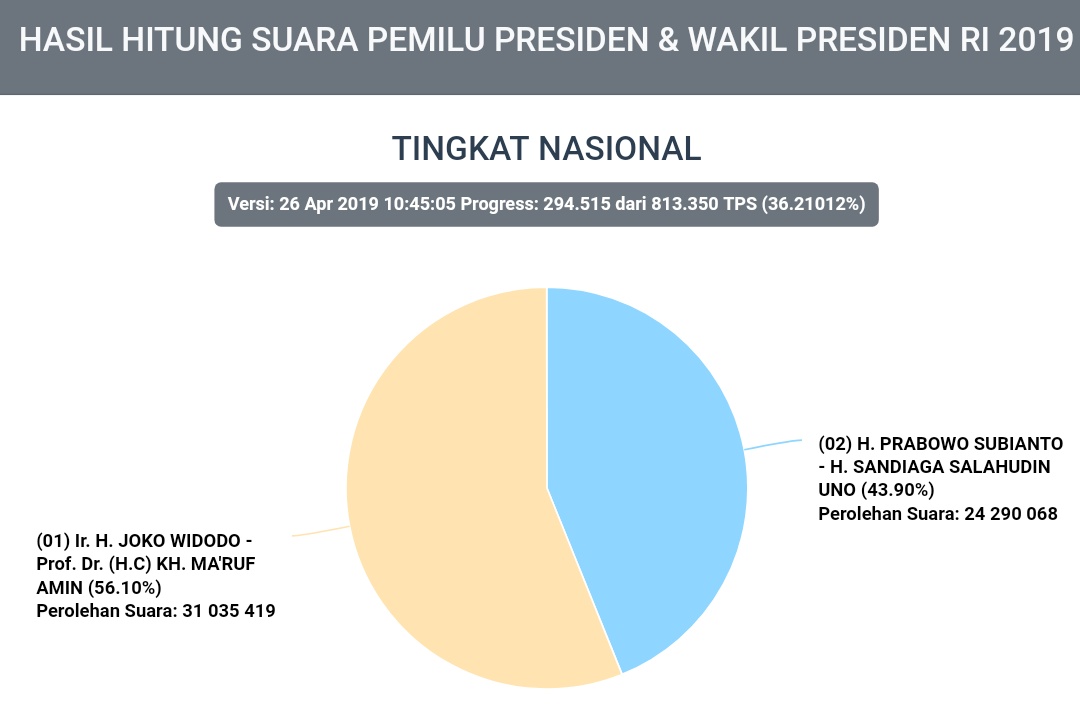 HASIL HITUNG SUARA PEMILU PRESIDEN & WAKIL PRESIDEN RI 2019
TINGKAT NASIONAL
Versi: 26 Apr 2019 10:45:05 Progress: 294.515 dari 813.350 TPS (36.21012%)
(02) H. PRABOWO SUBIANTO
- H. SANDIAGA SALAHUDIN
UNO (43.90%)
Perolehan Suara: 24 290 068
(01) Ir. H. JOKO WIDODO -
Prof. Dr. (H.C) KH. MA'RUF
AMIN (56.10%)
Perolehan Suara: 31 035 419